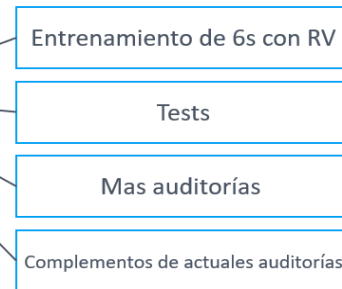 Entrenamiento de 6s con RV
Tests
Mas auditorías
Complementos de actuales auditorías